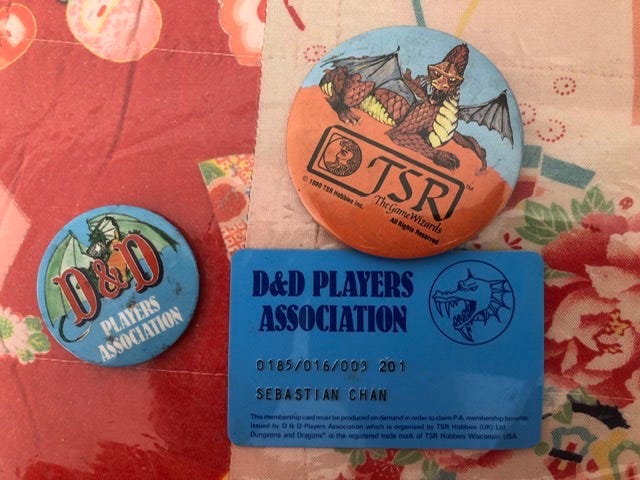 TSR™
The Game Wizards
© 1980 TSR Hobbies Inc.
All Rights Reserved
D&D
PLAYERS
ASSOCIATION
D&D PLAYERS
ASSOCIATION
0185/016/003 201
SEBASTIAN CHAN
This membership card must be produced on demand in order to claim P.A. membership benefits
Issued by D & D Players Association which is organised by TSR Hobbies (UK) Ltd.
Dungeons and Dragons® is the registered trade mark of TSR Hobbies Wisconsin USA.